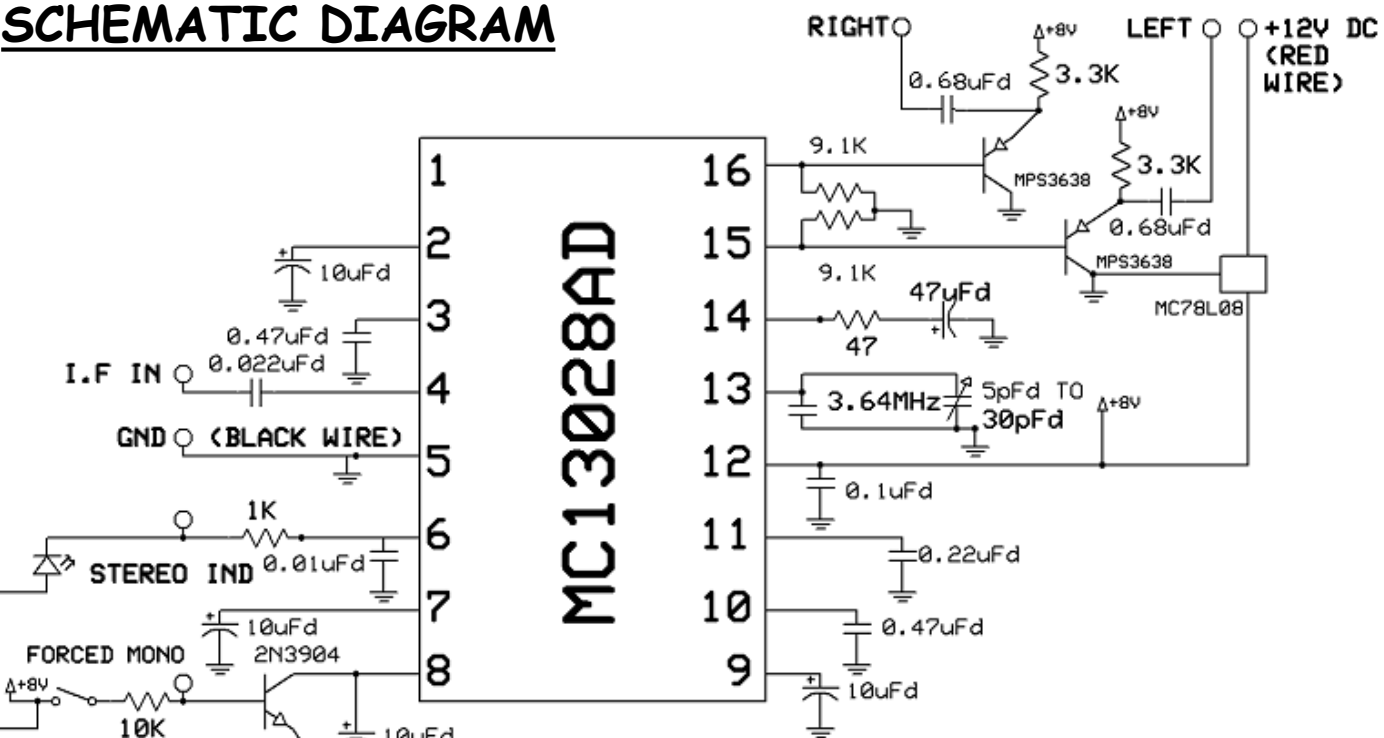 SCHEMATIC DIAGRAM
RIGHT
+8V
LEFT
+12V DC
(RED
WIRE)
0.68uFd
3.3K
+8V
9.1K
3.3K
MPS3638
0.68uFd
MPS3638
MC78L08
9.1K
MC13028AD
1
2
3
4
5
6
7
8
16
15
14
13
12
11
10
9
10uFd
0.47uFd
0.022uFd
I.F IN
GND
(BLACK WIRE)
1K
0.01uFd
STEREO IND
10uFd
2N3904
FORCED MONO
+8V
10K
10uFd
47uFd
47
3.64MHz
5pFd TO
30pFd
+8V
0.1uFd
0.22uFd
0.47uFd
10uFd
+
+
+
+
+